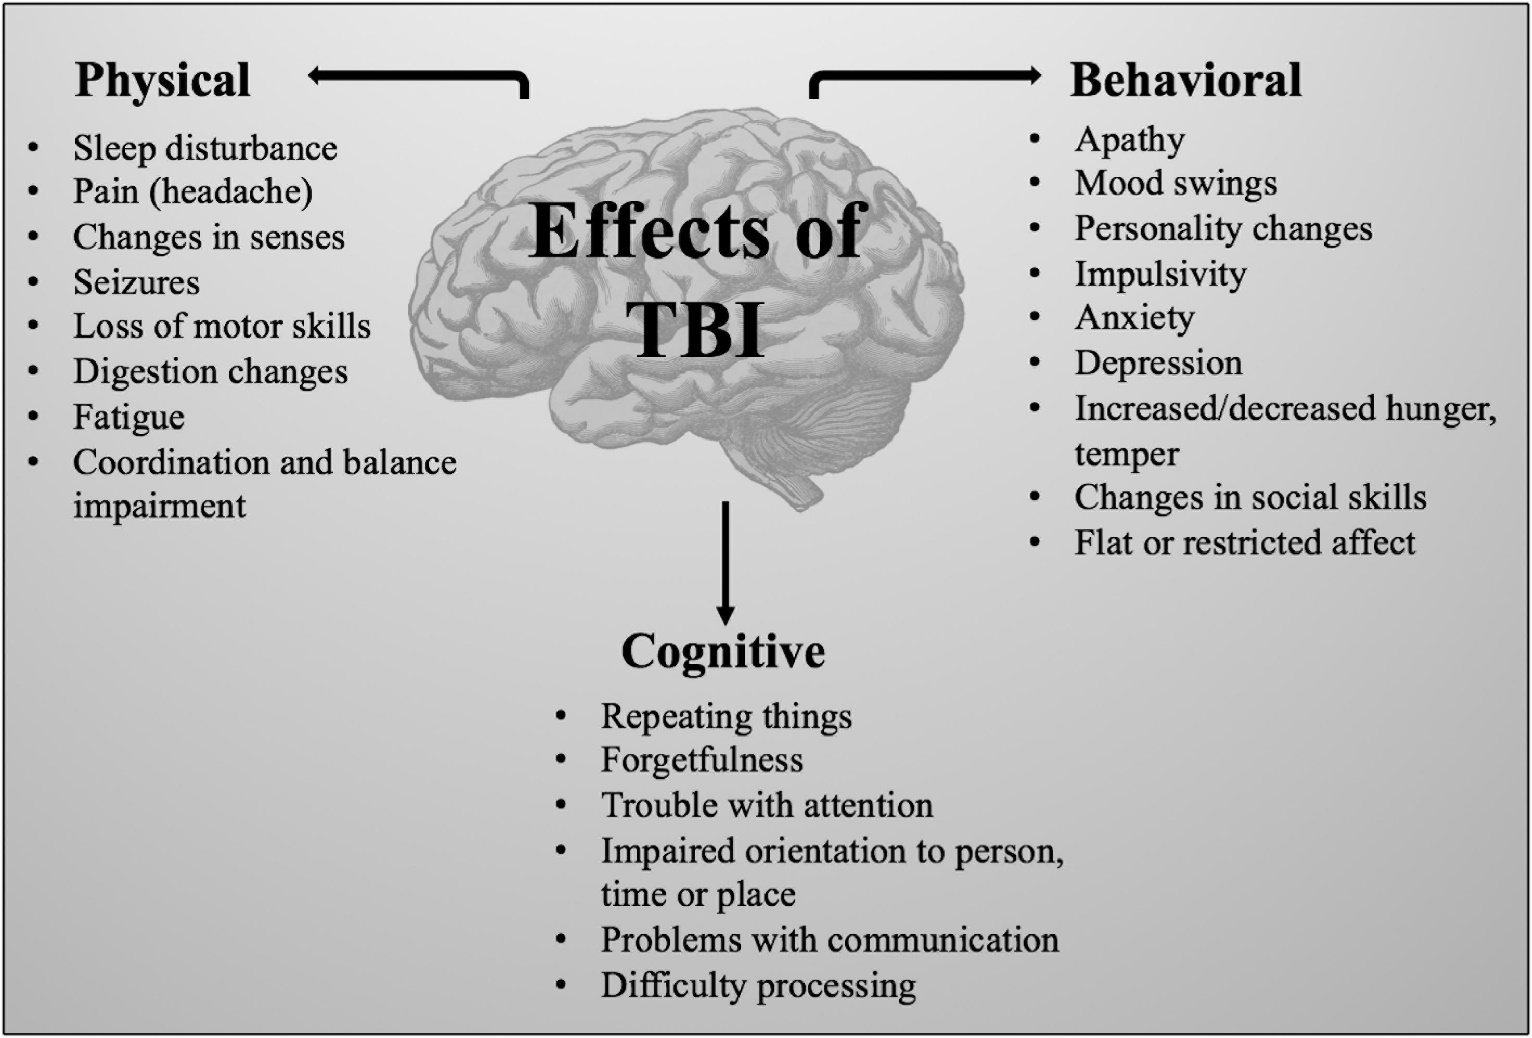 Effects of
TBI
Physical
• Sleep disturbance
• Pain (headache)
• Changes in senses
• Seizures
• Loss of motor skills
• Digestion changes
• Fatigue
• Coordination and balance
impairment
Behavioral
• Apathy
• Mood swings
• Personality changes
• Impulsivity
• Anxiety
• Depression
• Increased/decreased hunger,
temper
• Changes in social skills
• Flat or restricted affect
Cognitive
• Repeating things
• Forgetfulness
• Trouble with attention
• Impaired orientation to person,
time or place
• Problems with communication
• Difficulty processing